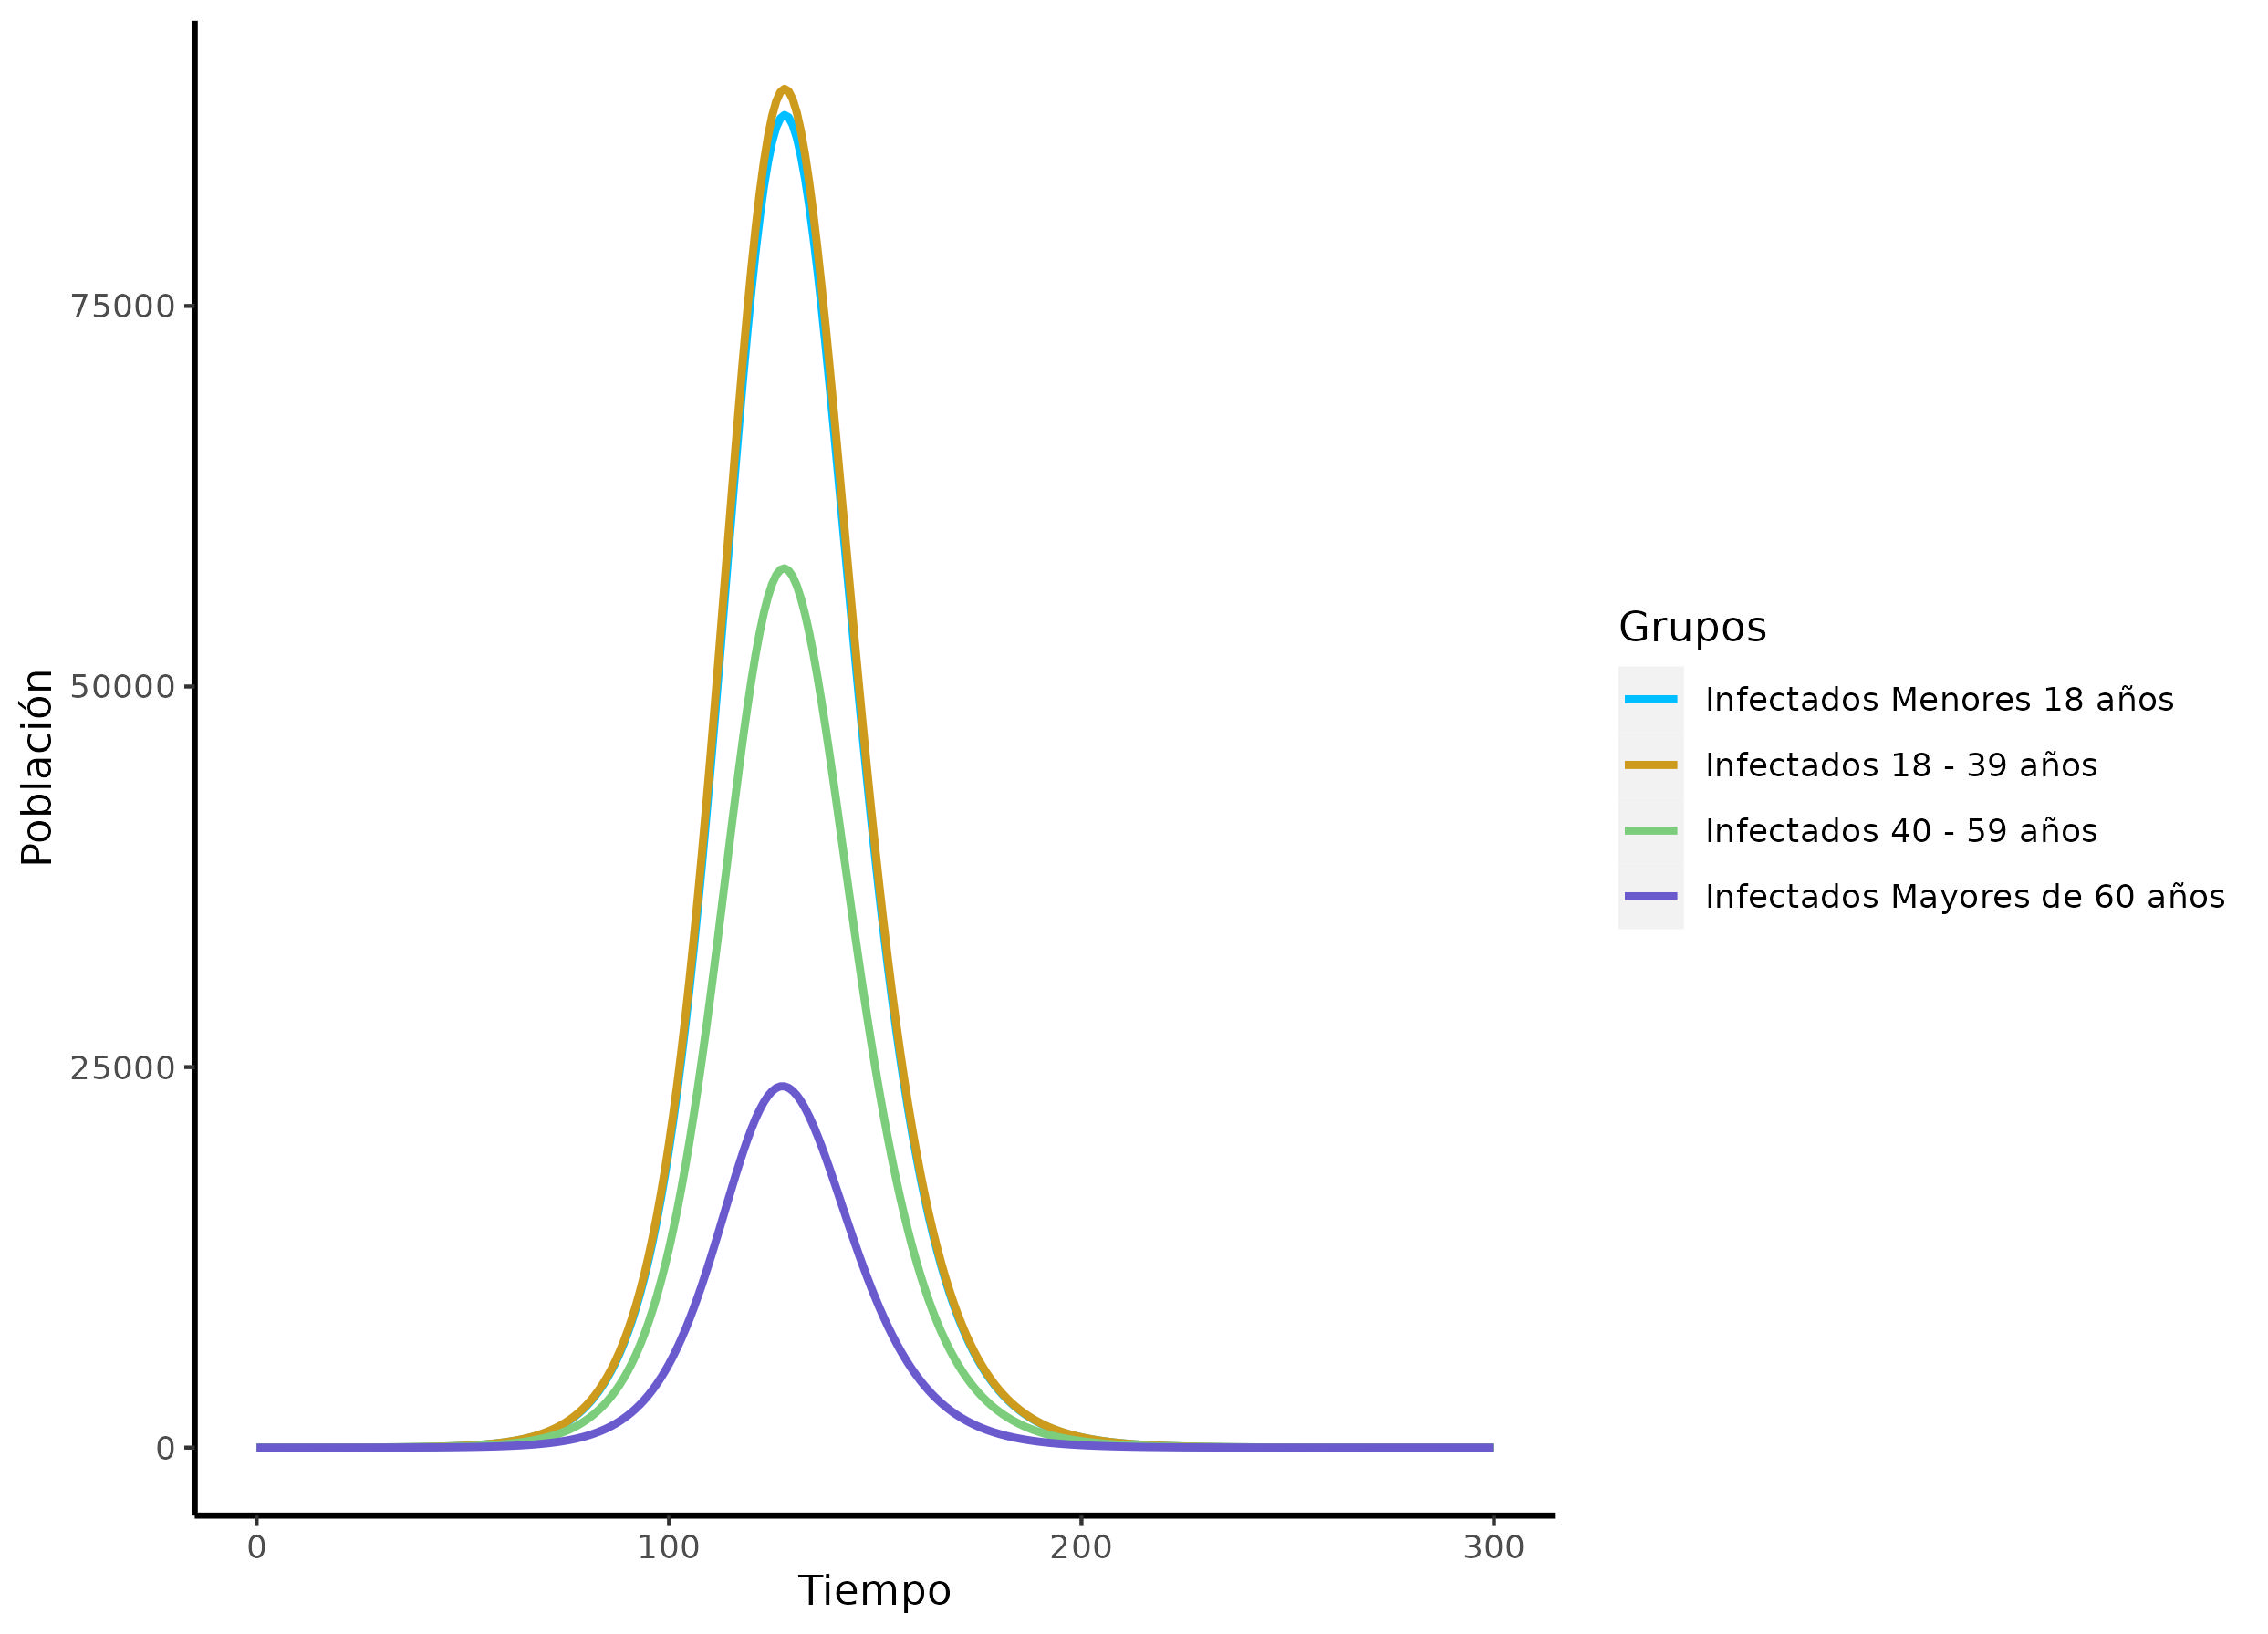 75000
50000
25000
0
Población
0
100
200
300
Tiempo
Grupos
Infectados Menores 18 años
Infectados 18 - 39 años
Infectados 40 - 59 años
Infectados Mayores de 60 años